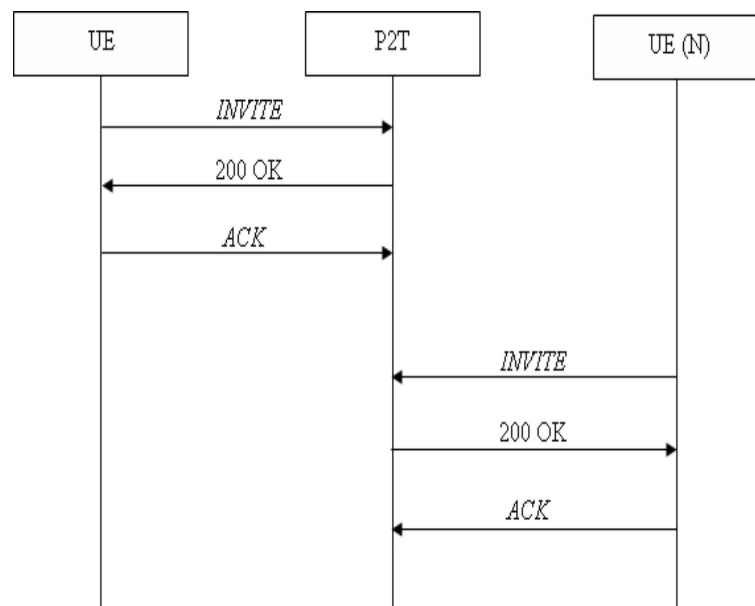 UE
P2T
UE (N)
INVITE
200 OK
ACK
INVITE
200 OK
ACK